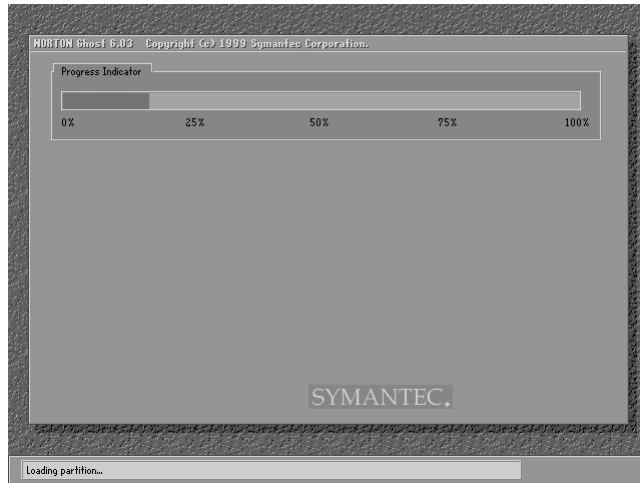 NORTON Ghost 6.03 Copyright (c) 1999 Symantec Corporation.
Progress Indicator
0% 25% 50% 75% 100%
SYMANTEC.
Loading partition...